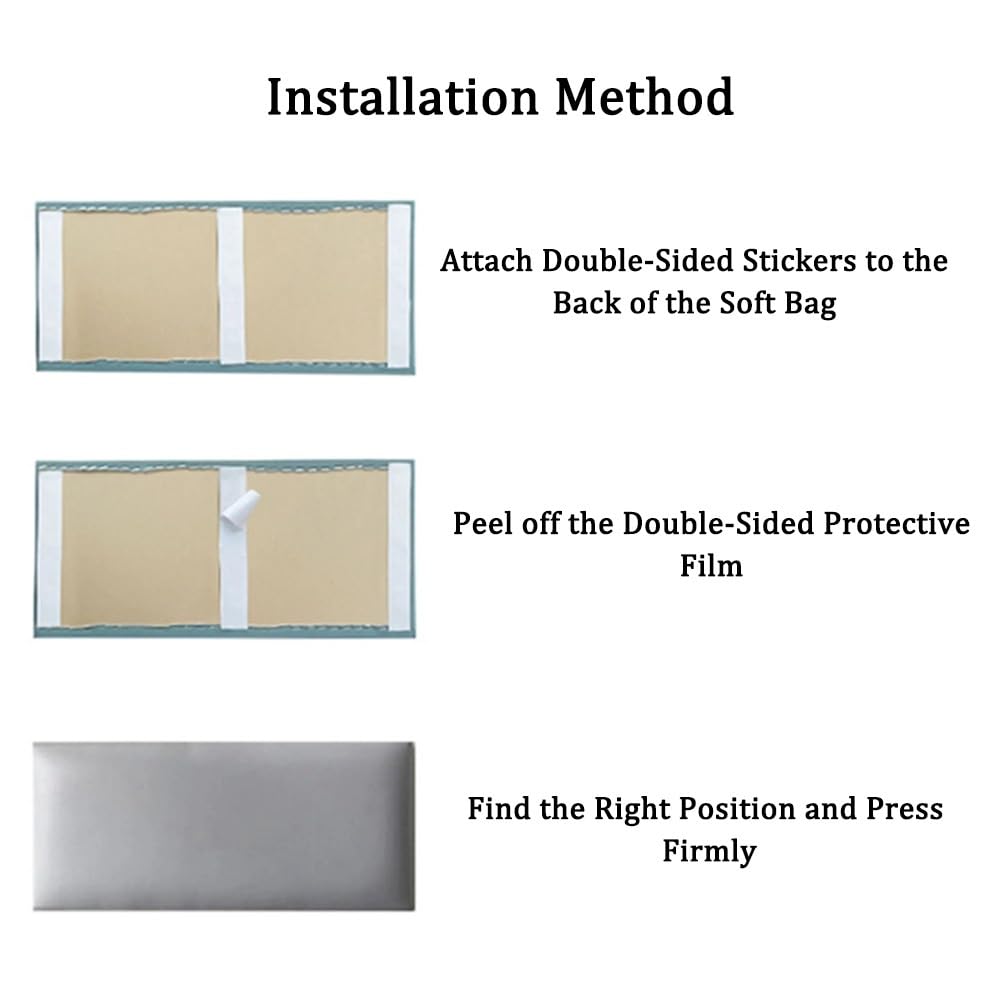 Installation Method
Attach Double-Sided Stickers to the
Back of the Soft Bag
Peel off the Double-Sided Protective
Film
Find the Right Position and Press
Firmly